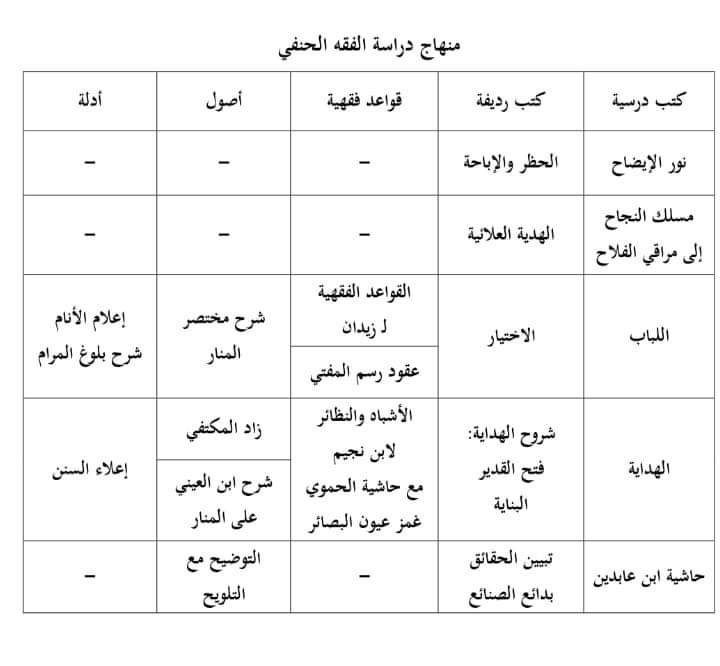 منهاج دراسة الفقه الحنفي
كتب درسية
كتب رديفة
قواعد فقهية
أصول
أدلة
نور الإيضاح
الحظر والإباحة
–
–
–
مسلك النجاح
إلى مراقي الفلاح
الهدية العلائية
–
–
–
اللباب
الاختيار
القواعد الفقهية
لـ زيدان
عقود رسم المفتي
شرح مختصر
المنار
إعلام الأنام
شرح بلوغ المرام
الهداية
شروح الهداية:
فتح القدير
البناية
الأشباه والنظائر
لابن نجيم
مع حاشية الحموي
غمز عيون البصائر
زاد المكتفي
شرح ابن العيني
على المنار
إعلاء السنن
حاشية ابن عابدين
تبيين الحقائق
بدائع الصنائع
–
التوضيح مع
التلويح
–